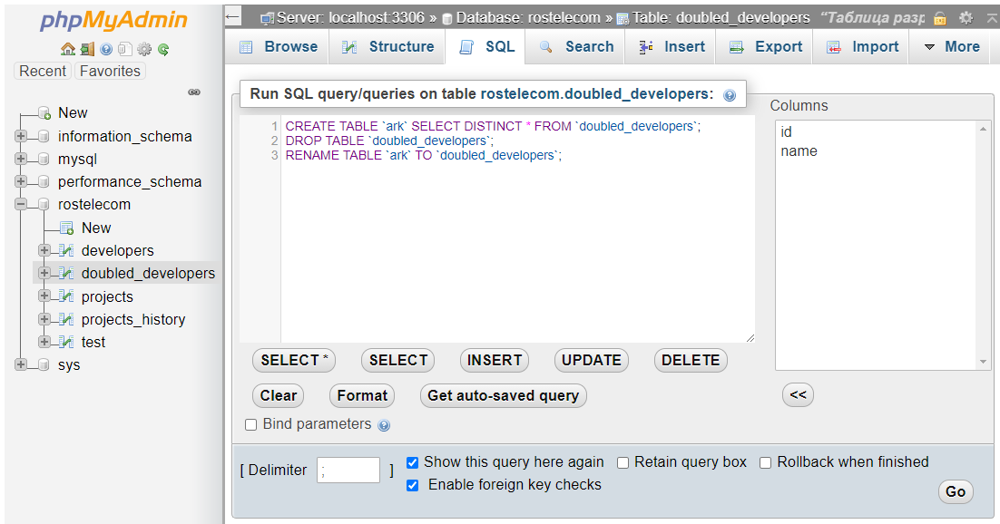 phpMyAdmin
Recent Favorites
New
information_schema
mysql
performance_schema
rostelecom
New
developers
doubled_developers
projects
projects_history
test
sys
Server: localhost:3306 » Database: rostelecom » Table: doubled_developers "Таблица разр
Browse Structure SQL Search Insert Export Import More
Run SQL query/queries on table rostelecom.doubled_developers:
1 CREATE TABLE `ark` SELECT DISTINCT * FROM `doubled_developers`;
2 DROP TABLE `doubled_developers`;
3 RENAME TABLE `ark` TO `doubled_developers`;
Columns
id
name
SELECT * SELECT INSERT UPDATE DELETE
Clear Format Get auto-saved query <<
Bind parameters
[ Delimiter ; ] Show this query here again Retain query box Rollback when finished
Enable foreign key checks
Go